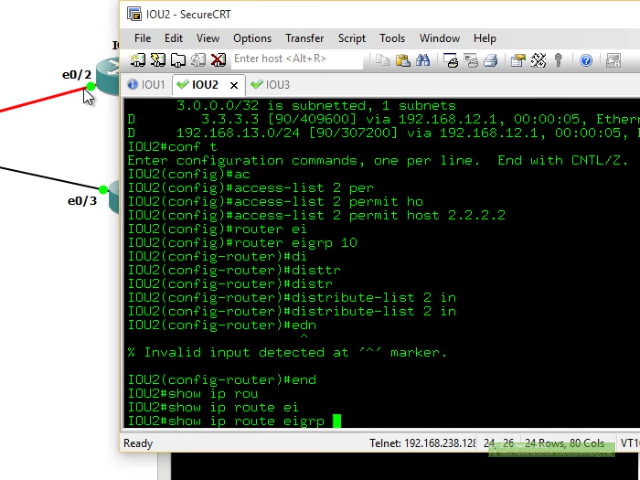 IOU2 - SecureCRT
File Edit View Options Transfer Script Tools Window Help
Enter host <Alt+R>
e0/2
IOU1 IOU2 x IOU3
3.0.0.0/32 is subnetted, 1 subnets
D 3.3.3.3 [90/409600] via 192.168.12.1, 00:00:05, Ethern
D 192.168.13.0/24 [90/307200] via 192.168.12.1, 00:00:05,
IOU2#conf t
Enter configuration commands, one per line. End with CNTL/Z.
IOU2(config)#ac
IOU2(config)#access-list 2 per
e0/3
IOU2(config)#access-list 2 permit ho
IOU2(config)#access-list 2 permit host 2.2.2.2
IOU2(config)#router ei
IOU2(config)#router eigrp 10
IOU2(config-router)#di
IOU2(config-router)#disttr
IOU2(config-router)#distr
IOU2(config-router)#distribute-list 2 in
IOU2(config-router)#distribute-list 2 in
IOU2(config-router)#edn
^
% Invalid input detected at '^' marker.
IOU2(config-router)#end
IOU2#show ip rou
IOU2#show ip route ei
IOU2#show ip route eigrp
Ready Telnet: 192.168.238.128 24, 26 24 Rows, 80 Cols VT10